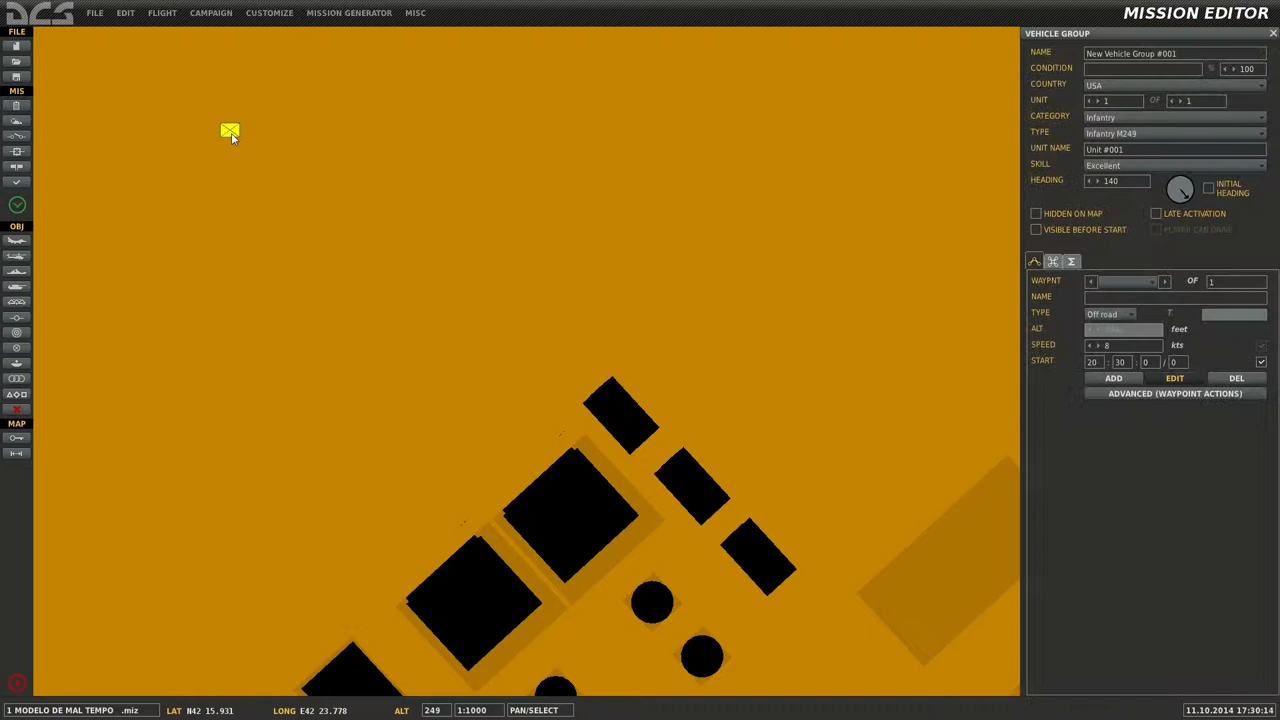 DCS FILE EDIT FLIGHT CAMPAIGN CUSTOMIZE MISSION GENERATOR MISC MISSION EDITOR
FILE
MIS
OBJ
MAP
VEHICLE GROUP
NAME New Vehicle Group #001
CONDITION % 100
COUNTRY USA
UNIT 1 OF 1
CATEGORY Infantry
TYPE Infantry M249
UNIT NAME Unit #001
SKILL Excellent
HEADING 140 INITIAL HEADING
HIDDEN ON MAP LATE ACTIVATION
VISIBLE BEFORE START PLAYER CAN DRIVE
WAYPNT OF 1
NAME
TYPE Off road T.
ALT feet
SPEED 8 kts
START 20 : 30 : 0 / 0
ADD EDIT DEL
ADVANCED (WAYPOINT ACTIONS)
1 MODELO DE MAL TEMPO .miz LAT N42 15.931 LONG E42 23.778 ALT 249 1:1000 PAN/SELECT 11.10.2014 17:30:14